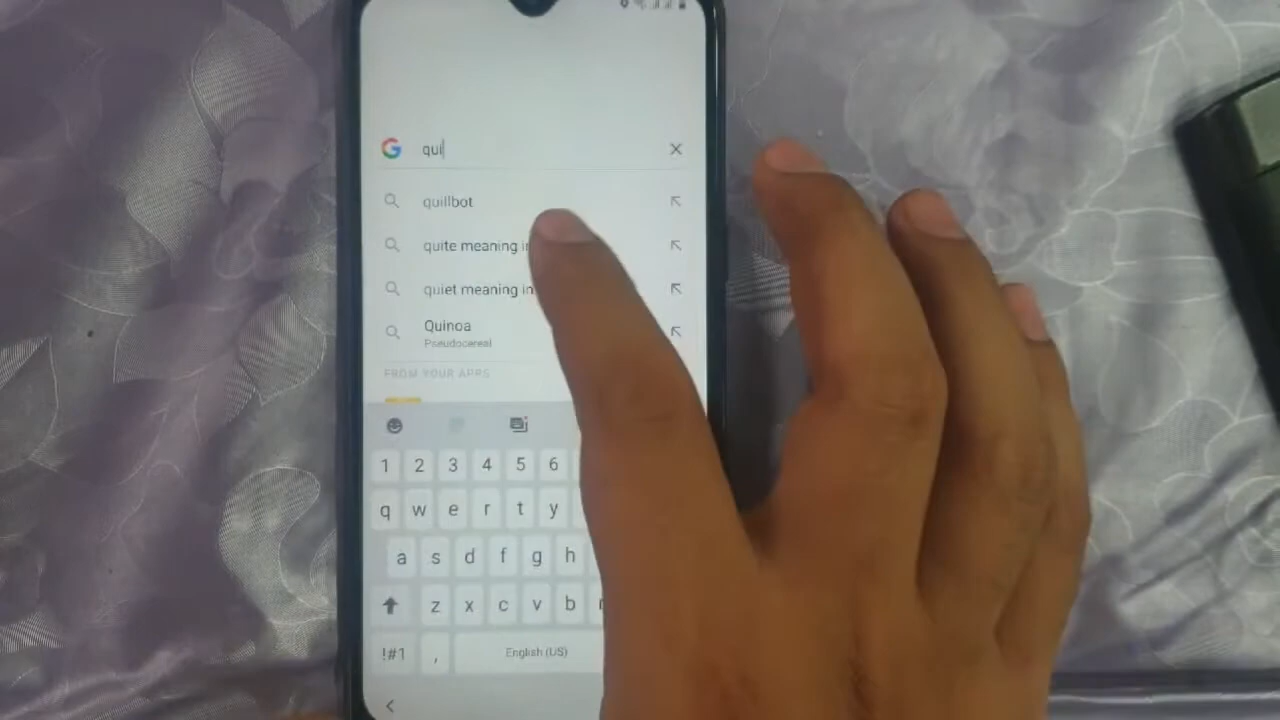 qui
quillbot
quite meaning
quiet meaning in
Quinoa
Pseudocereal
FROM YOUR APPS
1 2 3 4 5 6
q w e r t y
a s d f g h
z x c v b
!#1 , English (US)